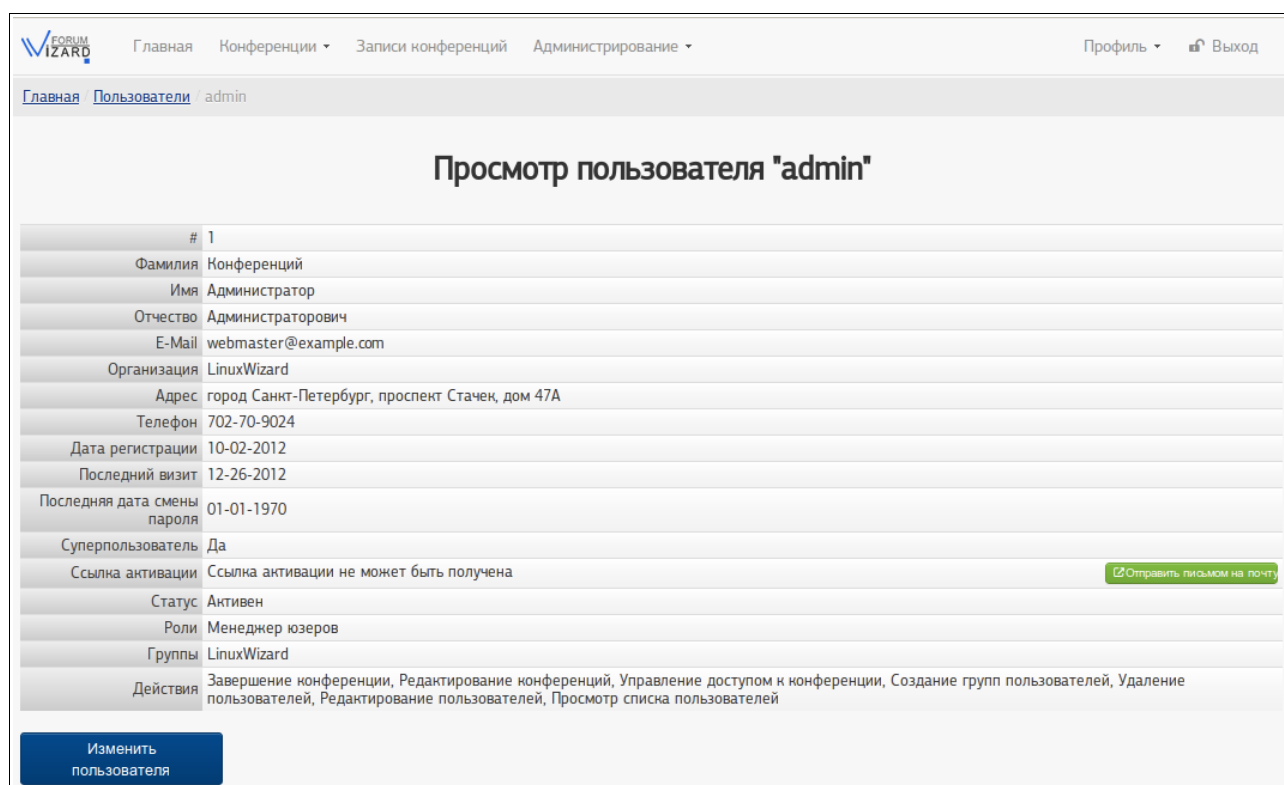 FORUM
WIZARD
Главная Конференции Записи конференций Администрирование Профиль Выход
Главная / Пользователи / admin
Просмотр пользователя "admin"
# 1
Фамилия Конференций
Имя Администратор
Отчество Администраторович
E-Mail webmaster@example.com
Организация LinuxWizard
Адрес город Санкт-Петербург, проспект Стачек, дом 47А
Телефон 702-70-9024
Дата регистрации 10-02-2012
Последний визит 12-26-2012
Последняя дата смены
пароля 01-01-1970
Суперпользователь Да
Ссылка активации Ссылка активации не может быть получена Отправить письмом на почту
Статус Активен
Роли Менеджер юзеров
Группы LinuxWizard
Действия Завершение конференции, Редактирование конференций, Управление доступом к конференции, Создание групп пользователей, Удаление
пользователей, Редактирование пользователей, Просмотр списка пользователей
Изменить
пользователя